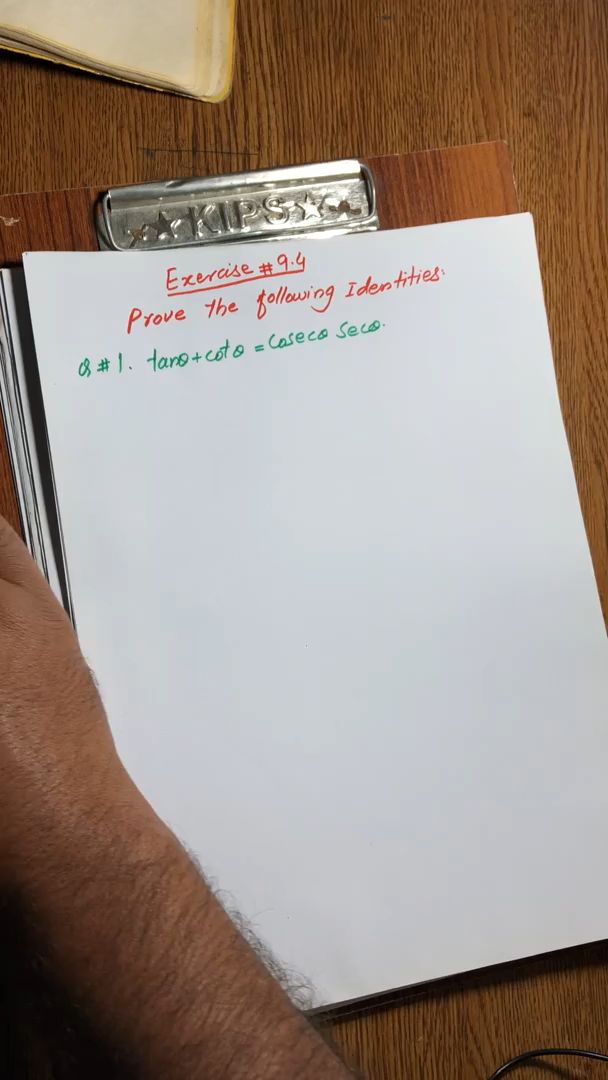 KIPS
Exercise # 9.4
Prove the following Identities:
Q # 1. tanθ + cotθ = Cosecθ Secθ.